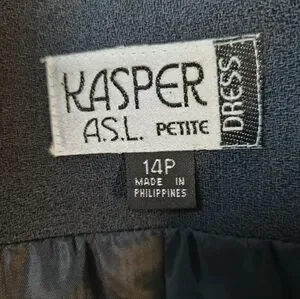 KASPER
A.S.L. PETITE
DRESS
14P
MADE IN
PHILIPPINES